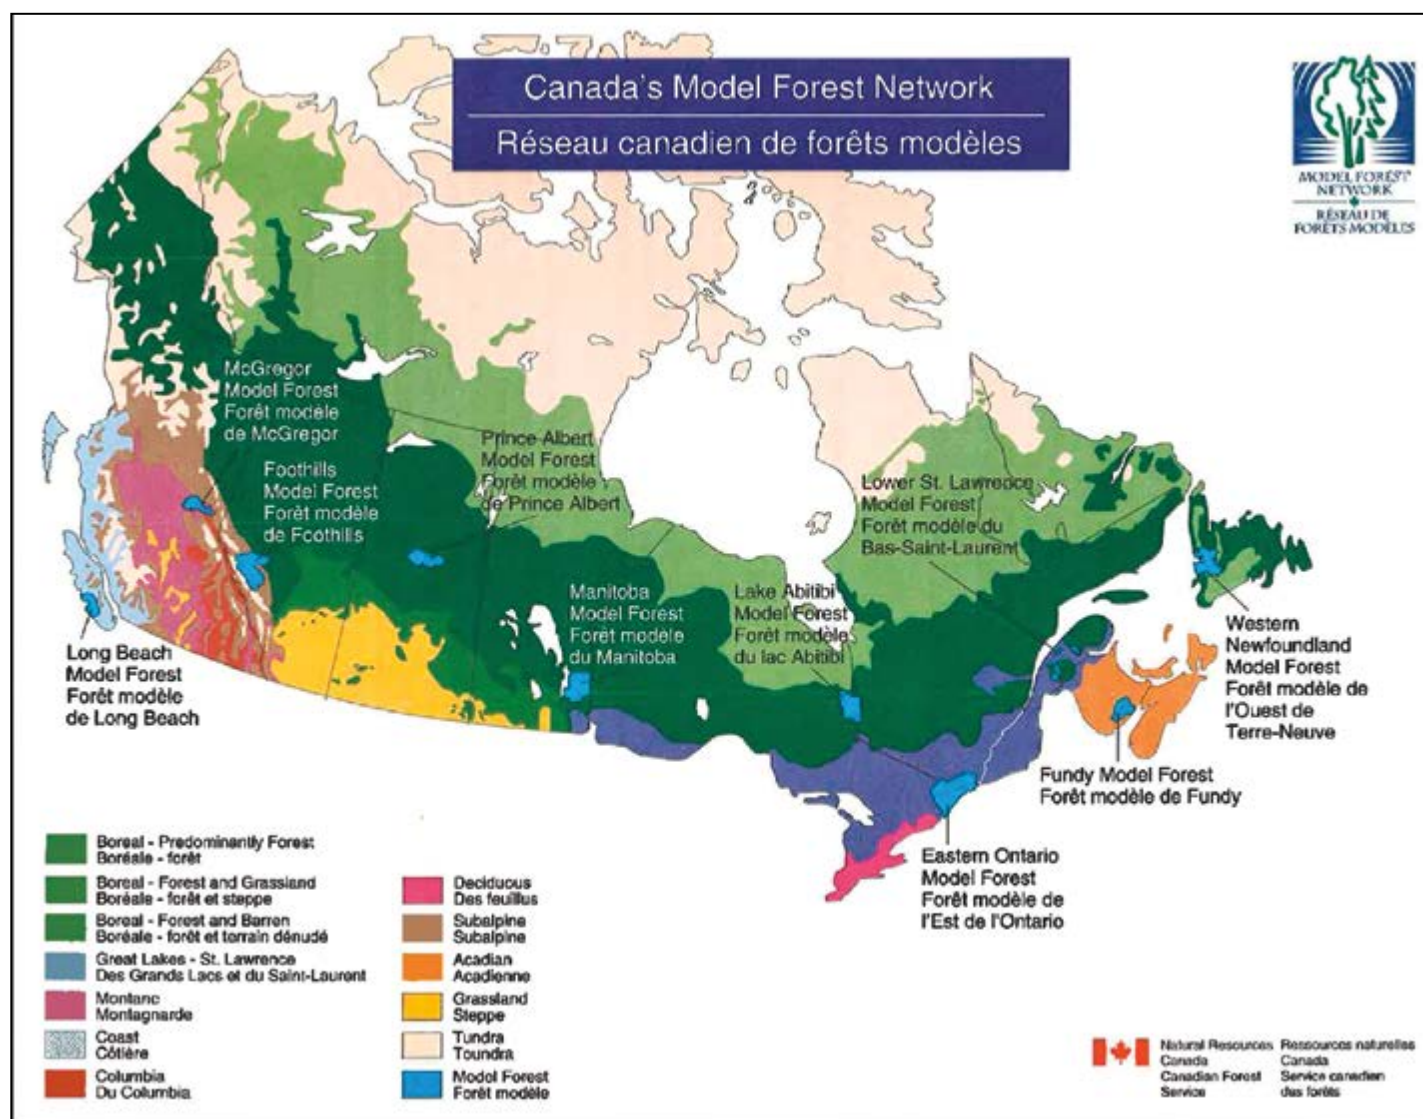 Canada's Model Forest Network
Réseau canadien de forêts modèles
MODEL FOREST
NETWORK
RÉSEAU DE
FORÊTS MODÈLES
McGregor
Model Forest
Forêt modèle
de McGregor
Foothills
Model Forest
Forêt modèle
de Foothills
Prince Albert
Model Forest
Forêt modèle
de Prince Albert
Lower St. Lawrence
Model Forest
Forêt modèle du
Bas-Saint-Laurent
Manitoba
Model Forest
Forêt modèle
du Manitoba
Lake Abitibi
Model Forest
Forêt modèle
du lac Abitibi
Long Beach
Model Forest
Forêt modèle
de Long Beach
Western
Newfoundland
Model Forest
Forêt modèle de
l'Ouest de
Terre-Neuve
Fundy Model Forest
Forêt modèle de Fundy
Eastern Ontario
Model Forest
Forêt modèle de
l'Est de l'Ontario
Boreal - Predominantly Forest
Boréale - forêt
Boreal - Forest and Grassland
Boréale - forêt et steppe
Boreal - Forest and Barren
Boréale - forêt et terrain dénudé
Great Lakes - St. Lawrence
Des Grands Lacs et du Saint-Laurent
Montane
Montagnarde
Coast
Côtière
Columbia
Du Columbia
Deciduous
Des feuillus
Subalpine
Subalpine
Acadian
Acadienne
Grassland
Steppe
Tundra
Toundra
Model Forest
Forêt modèle
Natural Resources
Canada
Canadian Forest
Service
Ressources naturelles
Canada
Service canadien
des forêts